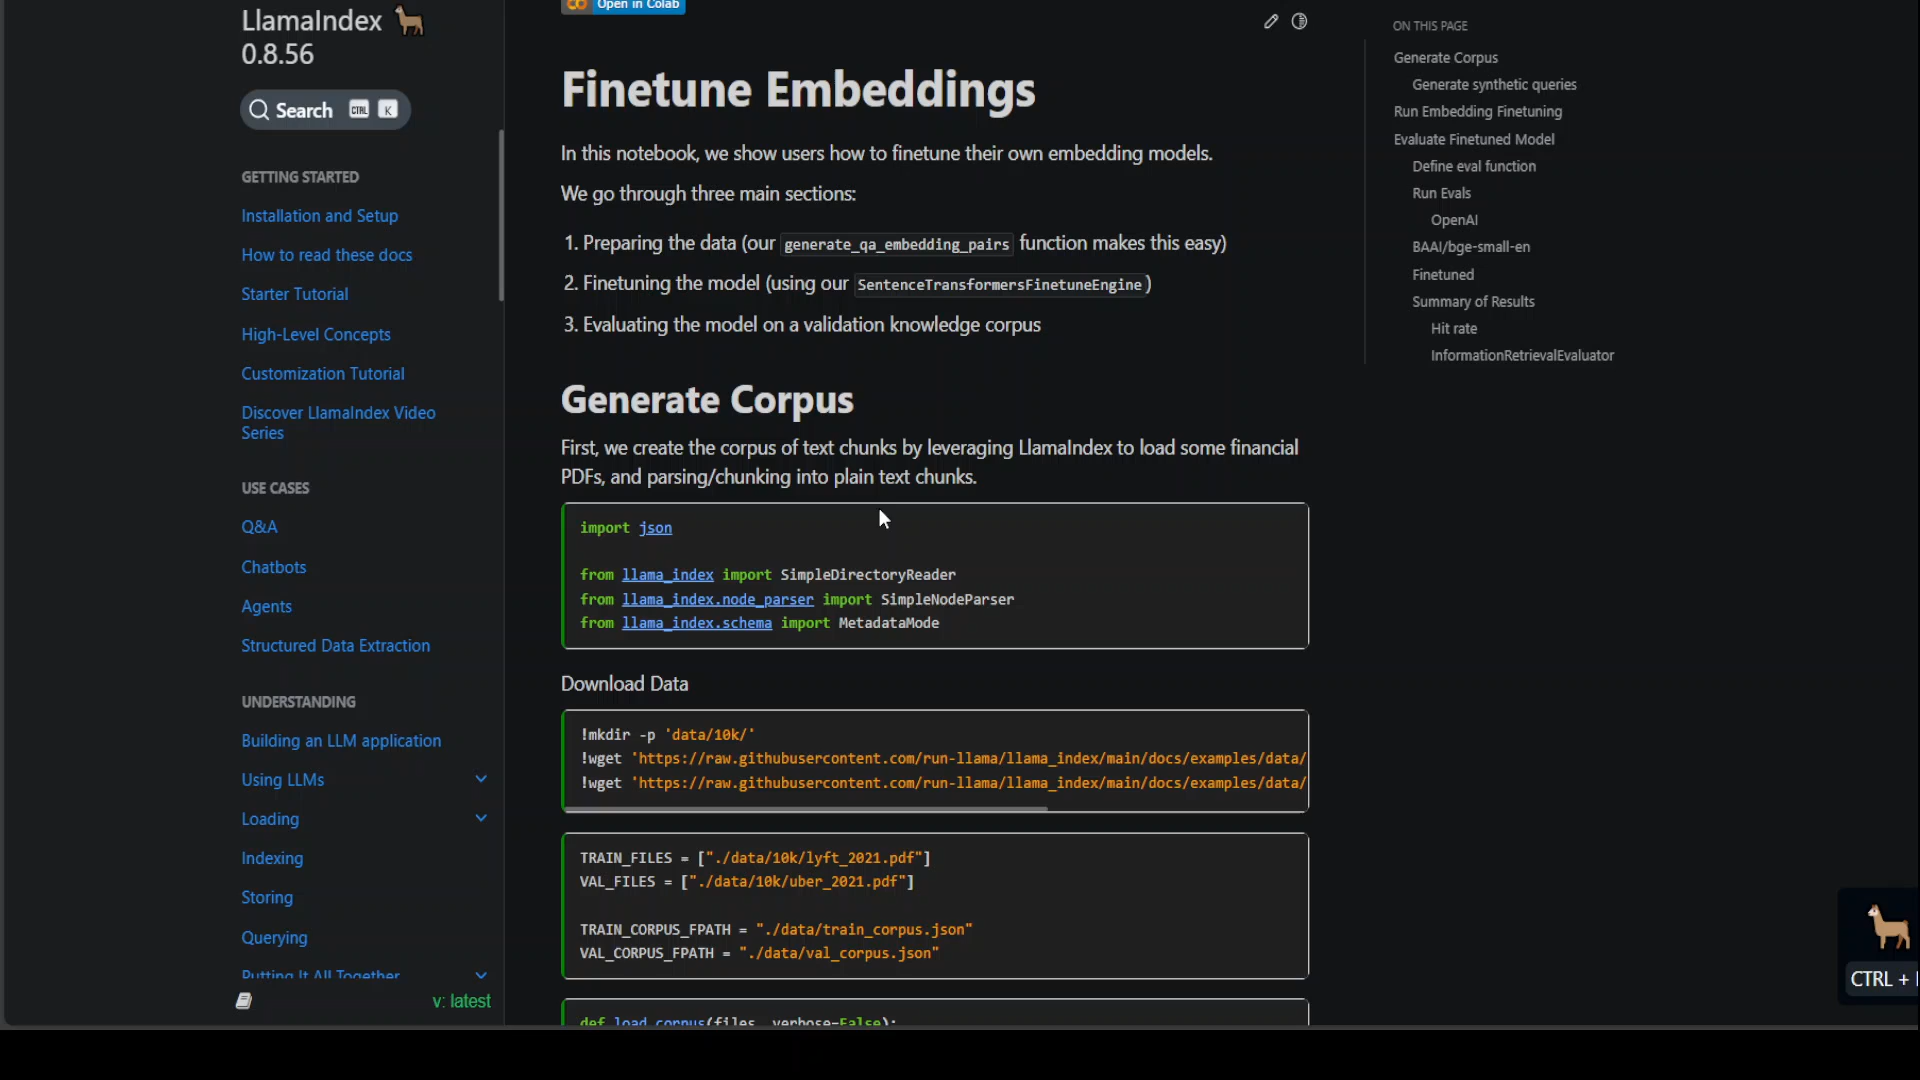 LlamaIndex 🦙
0.8.56
Search CTRL K
GETTING STARTED
Installation and Setup
How to read these docs
Starter Tutorial
High-Level Concepts
Customization Tutorial
Discover LlamaIndex Video
Series
USE CASES
Q&A
Chatbots
Agents
Structured Data Extraction
UNDERSTANDING
Building an LLM application
Using LLMs
Loading
Indexing
Storing
Querying
Putting It All Together
v: latest
Open in Colab
Finetune Embeddings
In this notebook, we show users how to finetune their own embedding models.
We go through three main sections:
1. Preparing the data (our generate_qa_embedding_pairs function makes this easy)
2. Finetuning the model (using our SentenceTransformersFinetuneEngine)
3. Evaluating the model on a validation knowledge corpus
Generate Corpus
First, we create the corpus of text chunks by leveraging LlamaIndex to load some financial
PDFs, and parsing/chunking into plain text chunks.
import json
from llama_index import SimpleDirectoryReader
from llama_index.node_parser import SimpleNodeParser
from llama_index.schema import MetadataMode
Download Data
!mkdir -p 'data/10k/'
!wget 'https://raw.githubusercontent.com/run-llama/llama_index/main/docs/examples/data/
!wget 'https://raw.githubusercontent.com/run-llama/llama_index/main/docs/examples/data/
TRAIN_FILES = ["./data/10k/lyft_2021.pdf"]
VAL_FILES = ["./data/10k/uber_2021.pdf"]
TRAIN_CORPUS_FPATH = "./data/train_corpus.json"
VAL_CORPUS_FPATH = "./data/val_corpus.json"
def load_corpus(files, verbose=False):
ON THIS PAGE
Generate Corpus
Generate synthetic queries
Run Embedding Finetuning
Evaluate Finetuned Model
Define eval function
Run Evals
OpenAI
BAAI/bge-small-en
Finetuned
Summary of Results
Hit rate
InformationRetrievalEvaluator
CTRL +